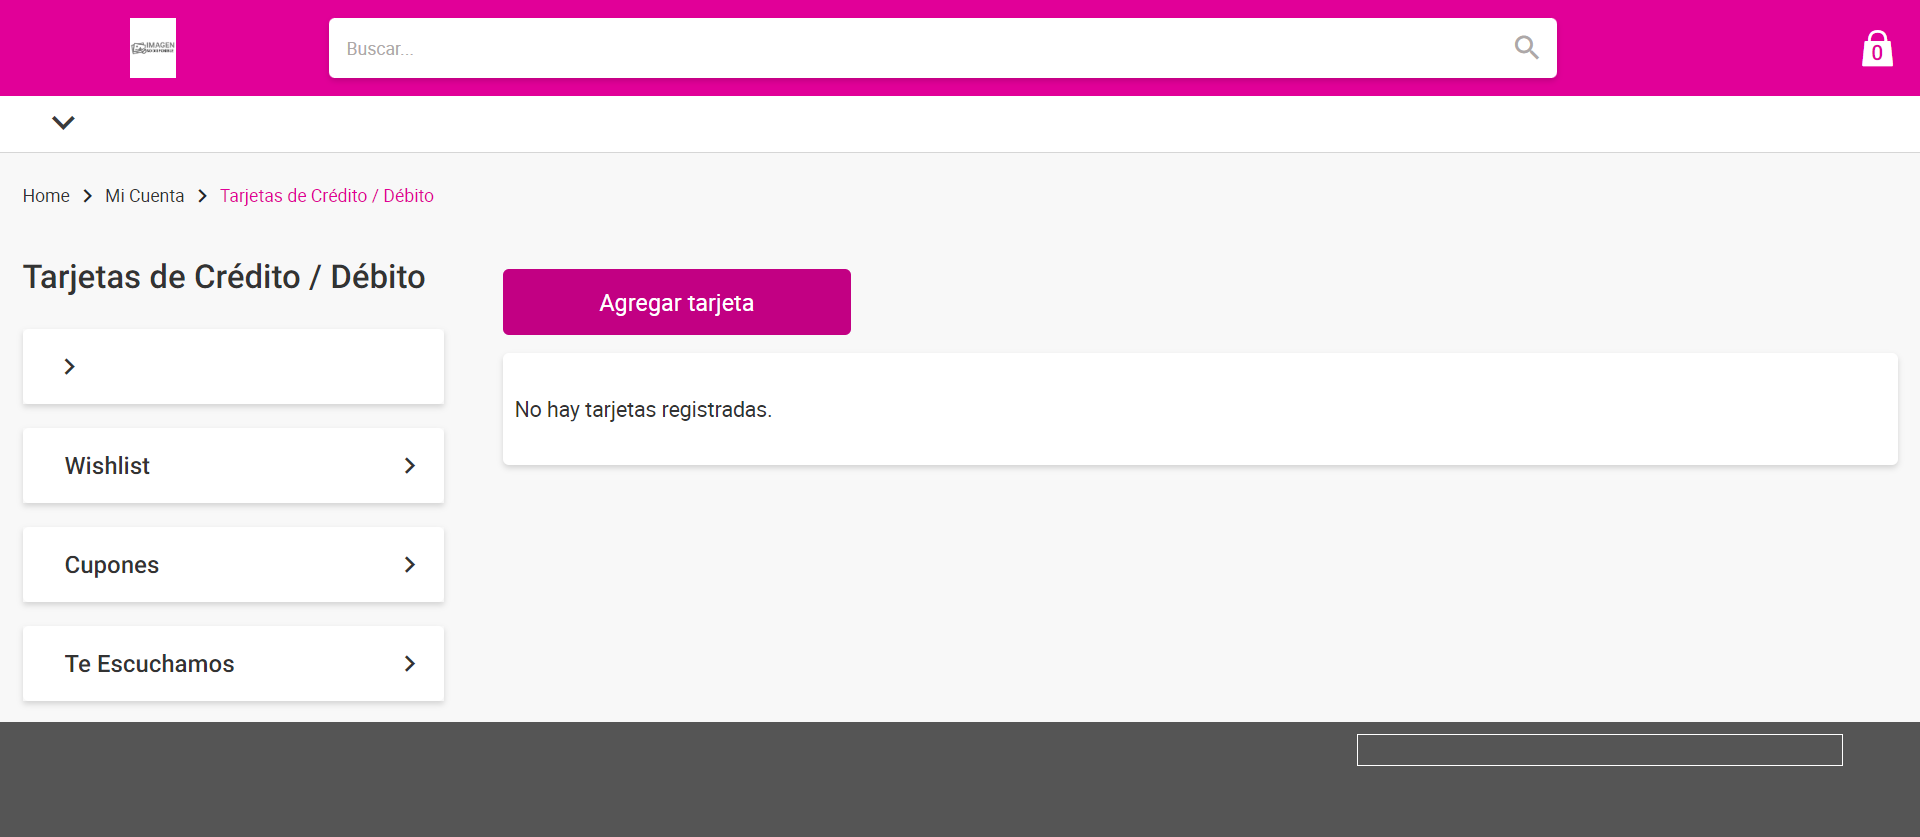 IMAGEN
Buscar...
0
Home Mi Cuenta Tarjetas de Crédito / Débito
Tarjetas de Crédito / Débito
Agregar tarjeta
No hay tarjetas registradas.
Wishlist
Cupones
Te Escuchamos